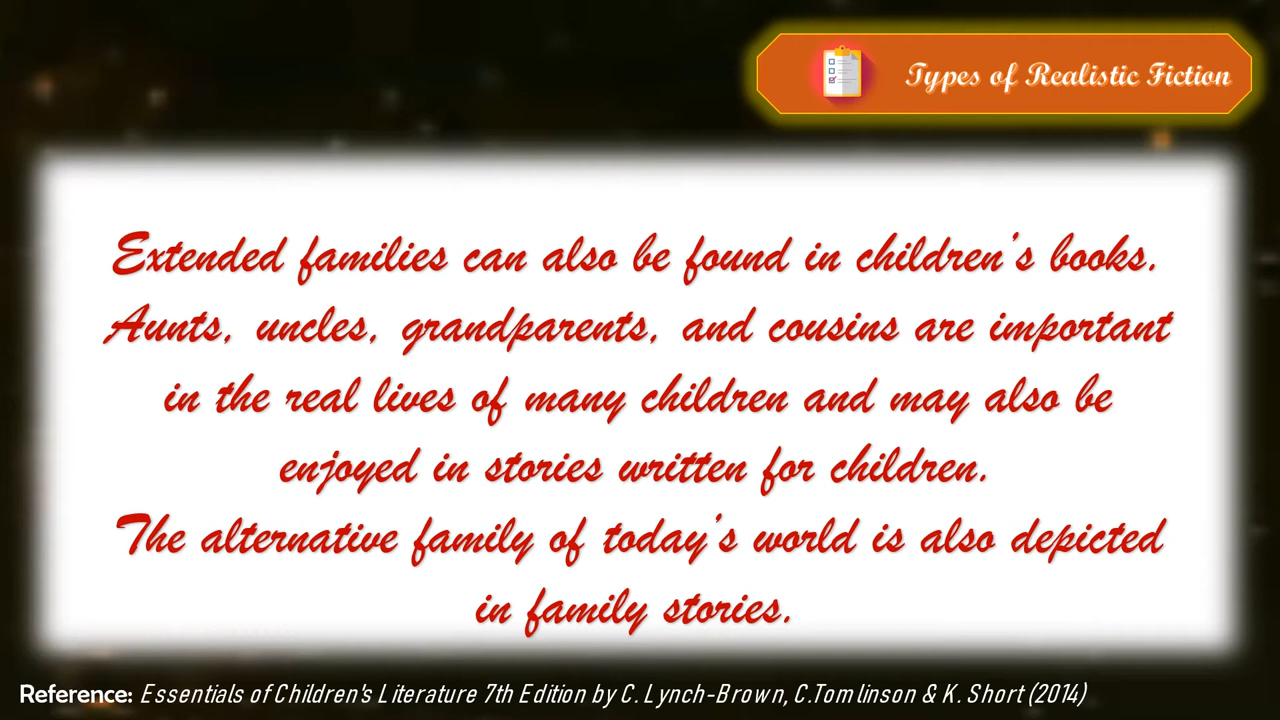 Types of Realistic Fiction
Extended families can also be found in children's books.
Aunts, uncles, grandparents, and cousins are important
in the real lives of many children and may also be
enjoyed in stories written for children.
The alternative family of today's world is also depicted
in family stories.
Reference: Essentials of Children's Literature 7th Edition by C. Lynch-Brown, C.Tomlinson & K. Short (2014)